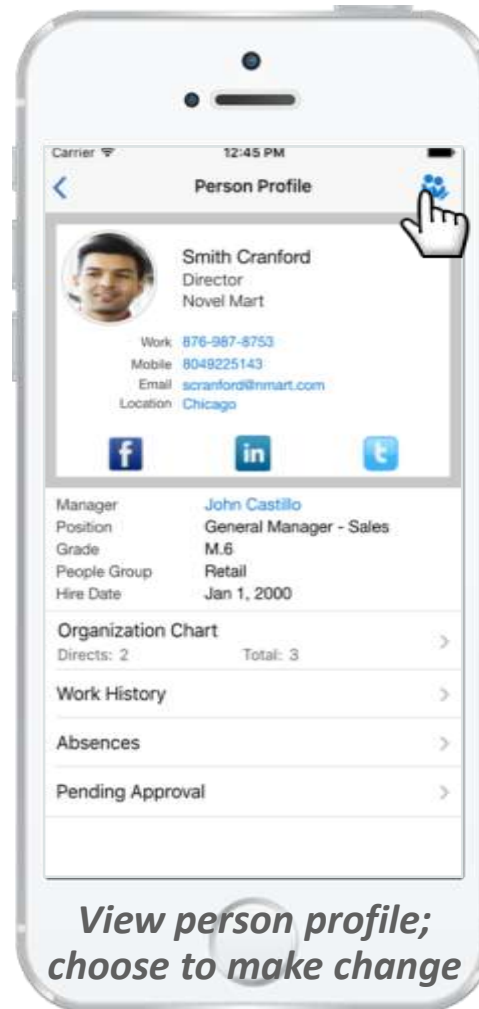 Carrier 12:45 PM
Person Profile
Smith Cranford
Director
Novel Mart
Work 876-987-8753
Mobile 8049225143
Email scranford@nmart.com
Location Chicago
f in t
Manager John Castillo
Position General Manager - Sales
Grade M.6
People Group Retail
Hire Date Jan 1, 2000
Organization Chart
Directs: 2 Total: 3
Work History
Absences
Pending Approval
View person profile;
choose to make change